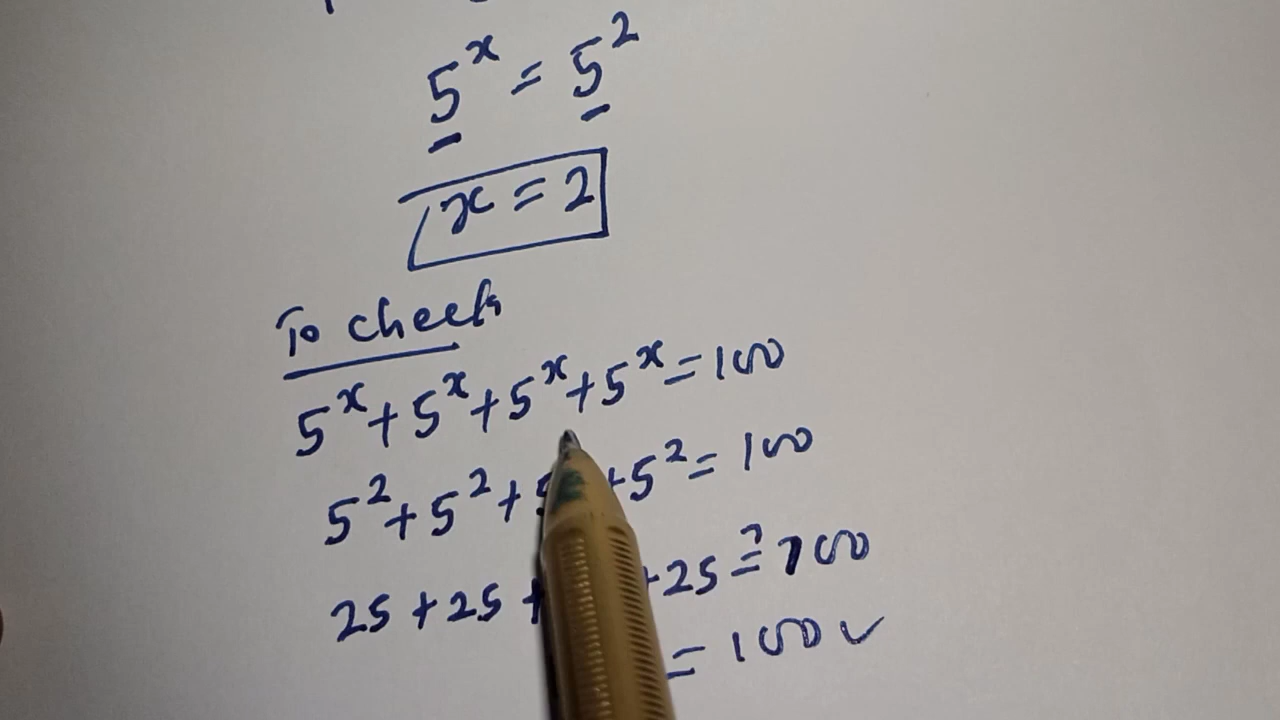 5^x = 5^2
x = 2
To check
5^x + 5^x + 5^x + 5^x = 100
5^2 + 5^2 + 5 + 5^2 = 100
25 + 25 + + 25 ≟ 100
= 100 ✓